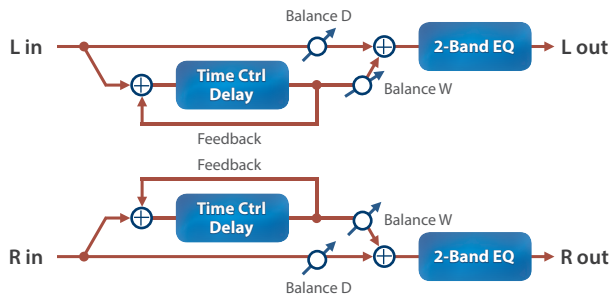 Balance D
L in
2-Band EQ
L out
Time Ctrl
Delay
Balance W
Feedback
Feedback
Time Ctrl
Delay
Balance W
R in
2-Band EQ
R out
Balance D